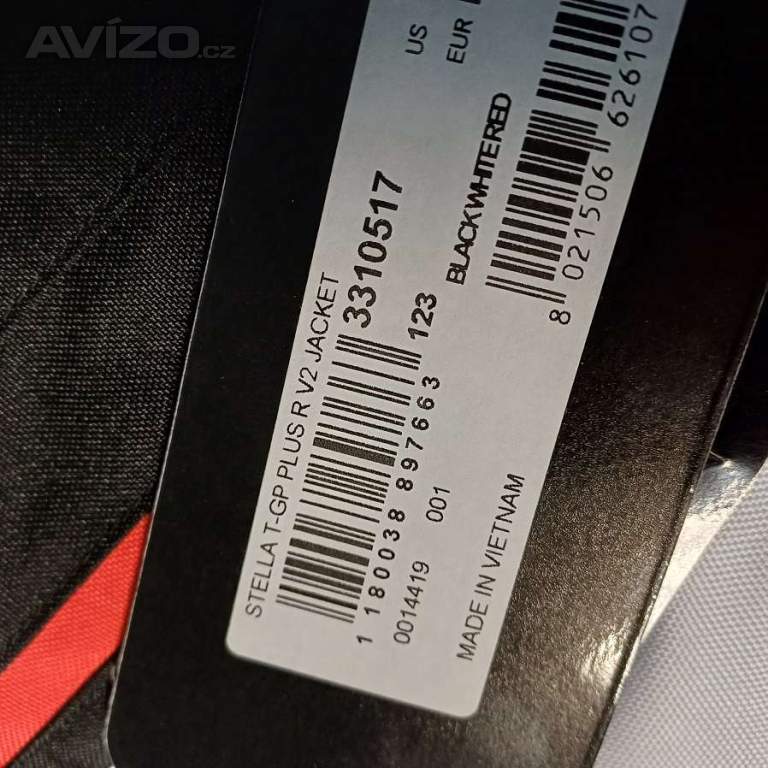 AVÍZO.cz
STELLA T-GP PLUS R V2 JACKET
3310517
US
EUR
1 180038 897663
123
BLACK WHITE RED
0014419 001
8 021506 626107
MADE IN VIETNAM